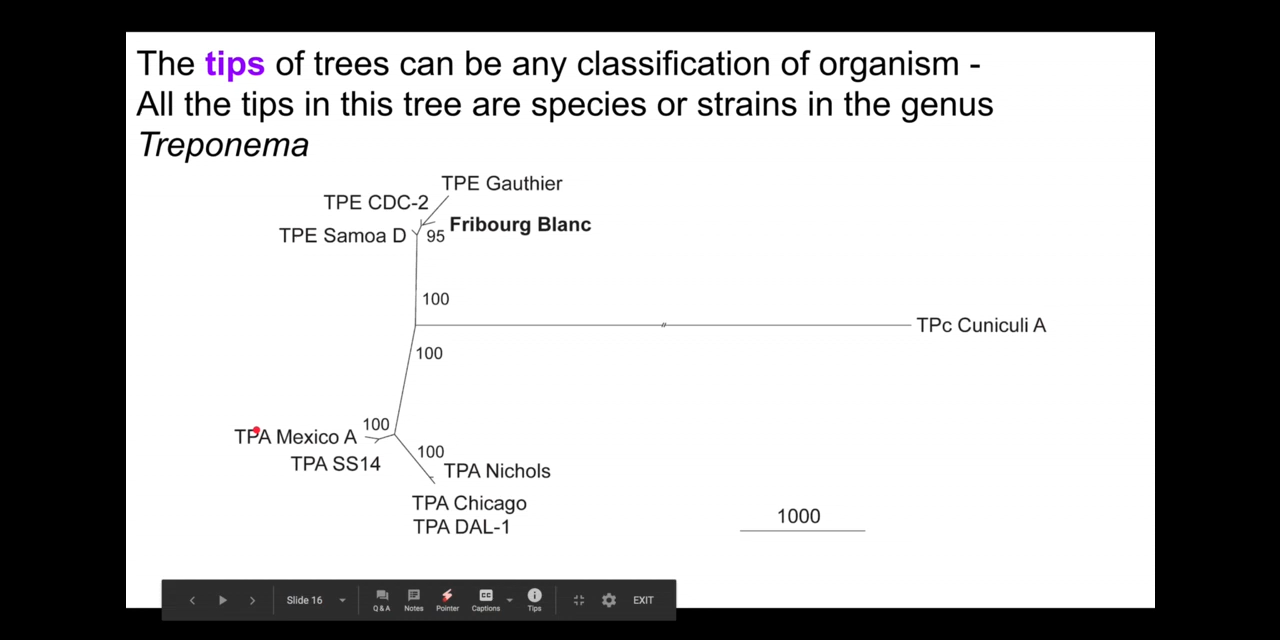 The tips of trees can be any classification of organism -
All the tips in this tree are species or strains in the genus
Treponema
TPE Gauthier
TPE CDC-2
Fribourg Blanc
TPE Samoa D
95
100
TPc Cuniculi A
100
100
TPA Mexico A
100
TPA SS14
TPA Nichols
TPA Chicago
TPA DAL-1
1000
Slide 16
Q & A
Notes
Pointer
CC
Captions
Tips
EXIT